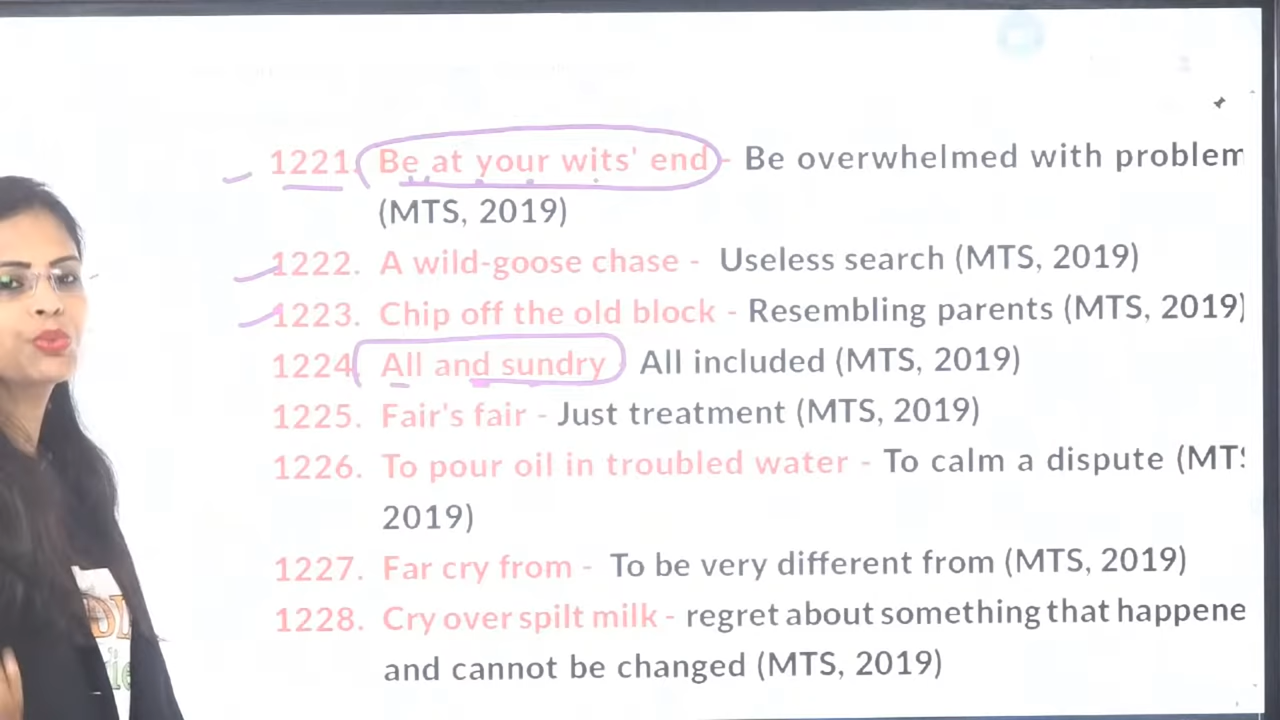 1221. Be at your wits' end - Be overwhelmed with problem
(MTS, 2019)
1222. A wild-goose chase - Useless search (MTS, 2019)
1223. Chip off the old block - Resembling parents (MTS, 2019)
1224. All and sundry All included (MTS, 2019)
1225. Fair's fair - Just treatment (MTS, 2019)
1226. To pour oil in troubled water - To calm a dispute (MTS
2019)
1227. Far cry from - To be very different from (MTS, 2019)
1228. Cry over spilt milk - regret about something that happene
and cannot be changed (MTS, 2019)